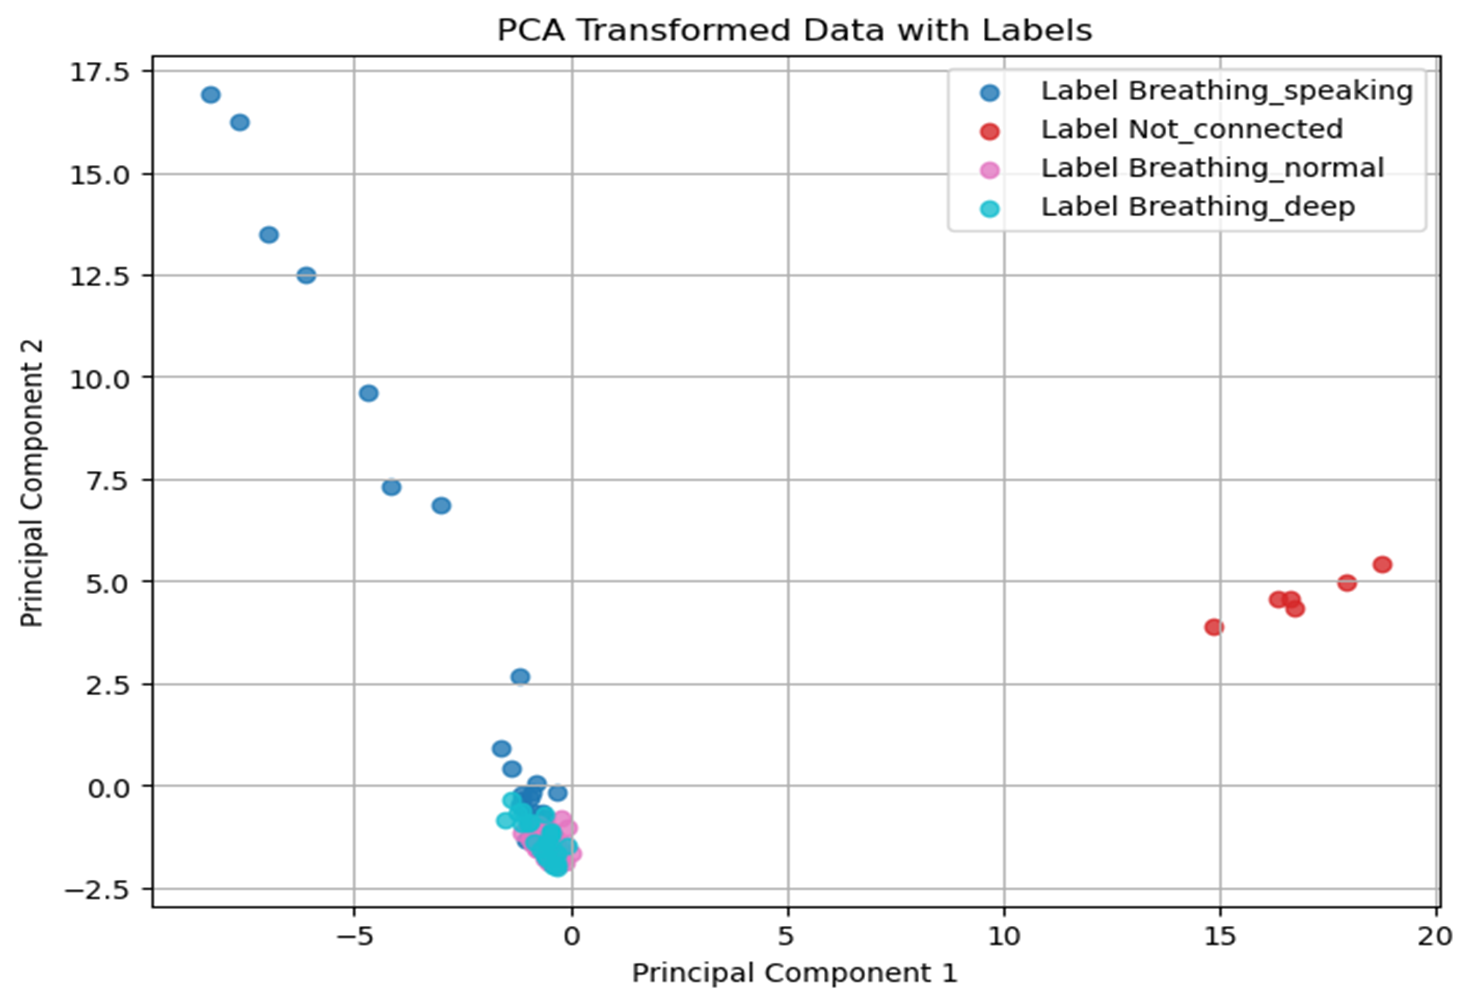 PCA Transformed Data with Labels
Label Breathing_speaking
Label Not_connected
Label Breathing_normal
Label Breathing_deep
17.5
15.0
12.5
10.0
7.5
5.0
2.5
0.0
−2.5
Principal Component 2
−5
0
5
10
15
20
Principal Component 1